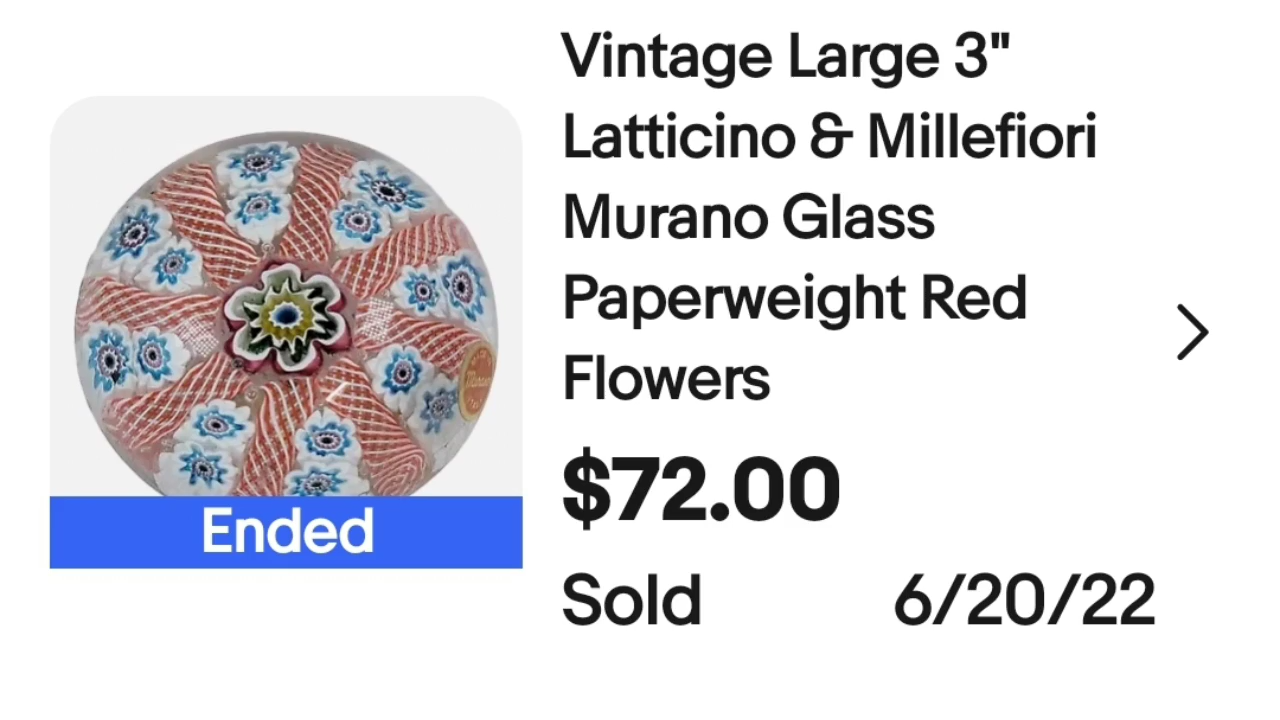 Vintage Large 3"
Latticino & Millefiori
Murano Glass
Paperweight Red
Flowers
$72.00
Ended
Sold 6/20/22